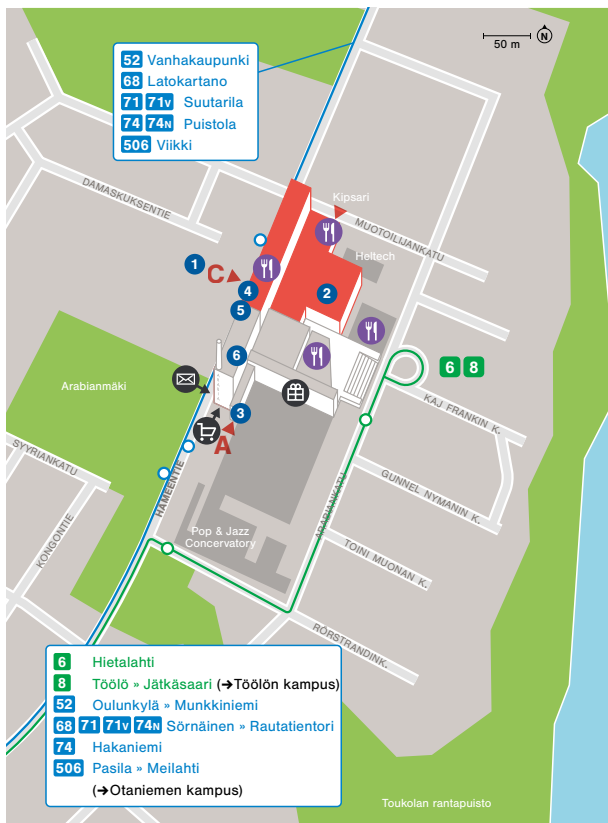 52 Vanhakaupunki
68 Latokartano
71 71V Suutarila
74 74N Puistola
506 Viikki
50 m
N
DAMASKUKSENTIE
Kipsari
MUOTOILIJANKATU
Heltech
1
C
4
2
5
6
6 8
Arabianmäki
3
A
KAJ FRANKIN K.
SYYRIANKATU
HÄMEENTIE
ARABIANKATU
GUNNEL NYMANIN K.
KONGONTIE
Pop & Jazz
Concervatory
TOINI MUONAN K.
RÖRSTRANDINK.
6 Hietalahti
8 Töölö » Jätkäsaari (→Töölön kampus)
52 Oulunkylä » Munkkiniemi
68 71 71V 74N Sörnäinen » Rautatientori
74 Hakaniemi
506 Pasila » Meilahti
(→Otaniemen kampus)
Toukolan rantapuisto